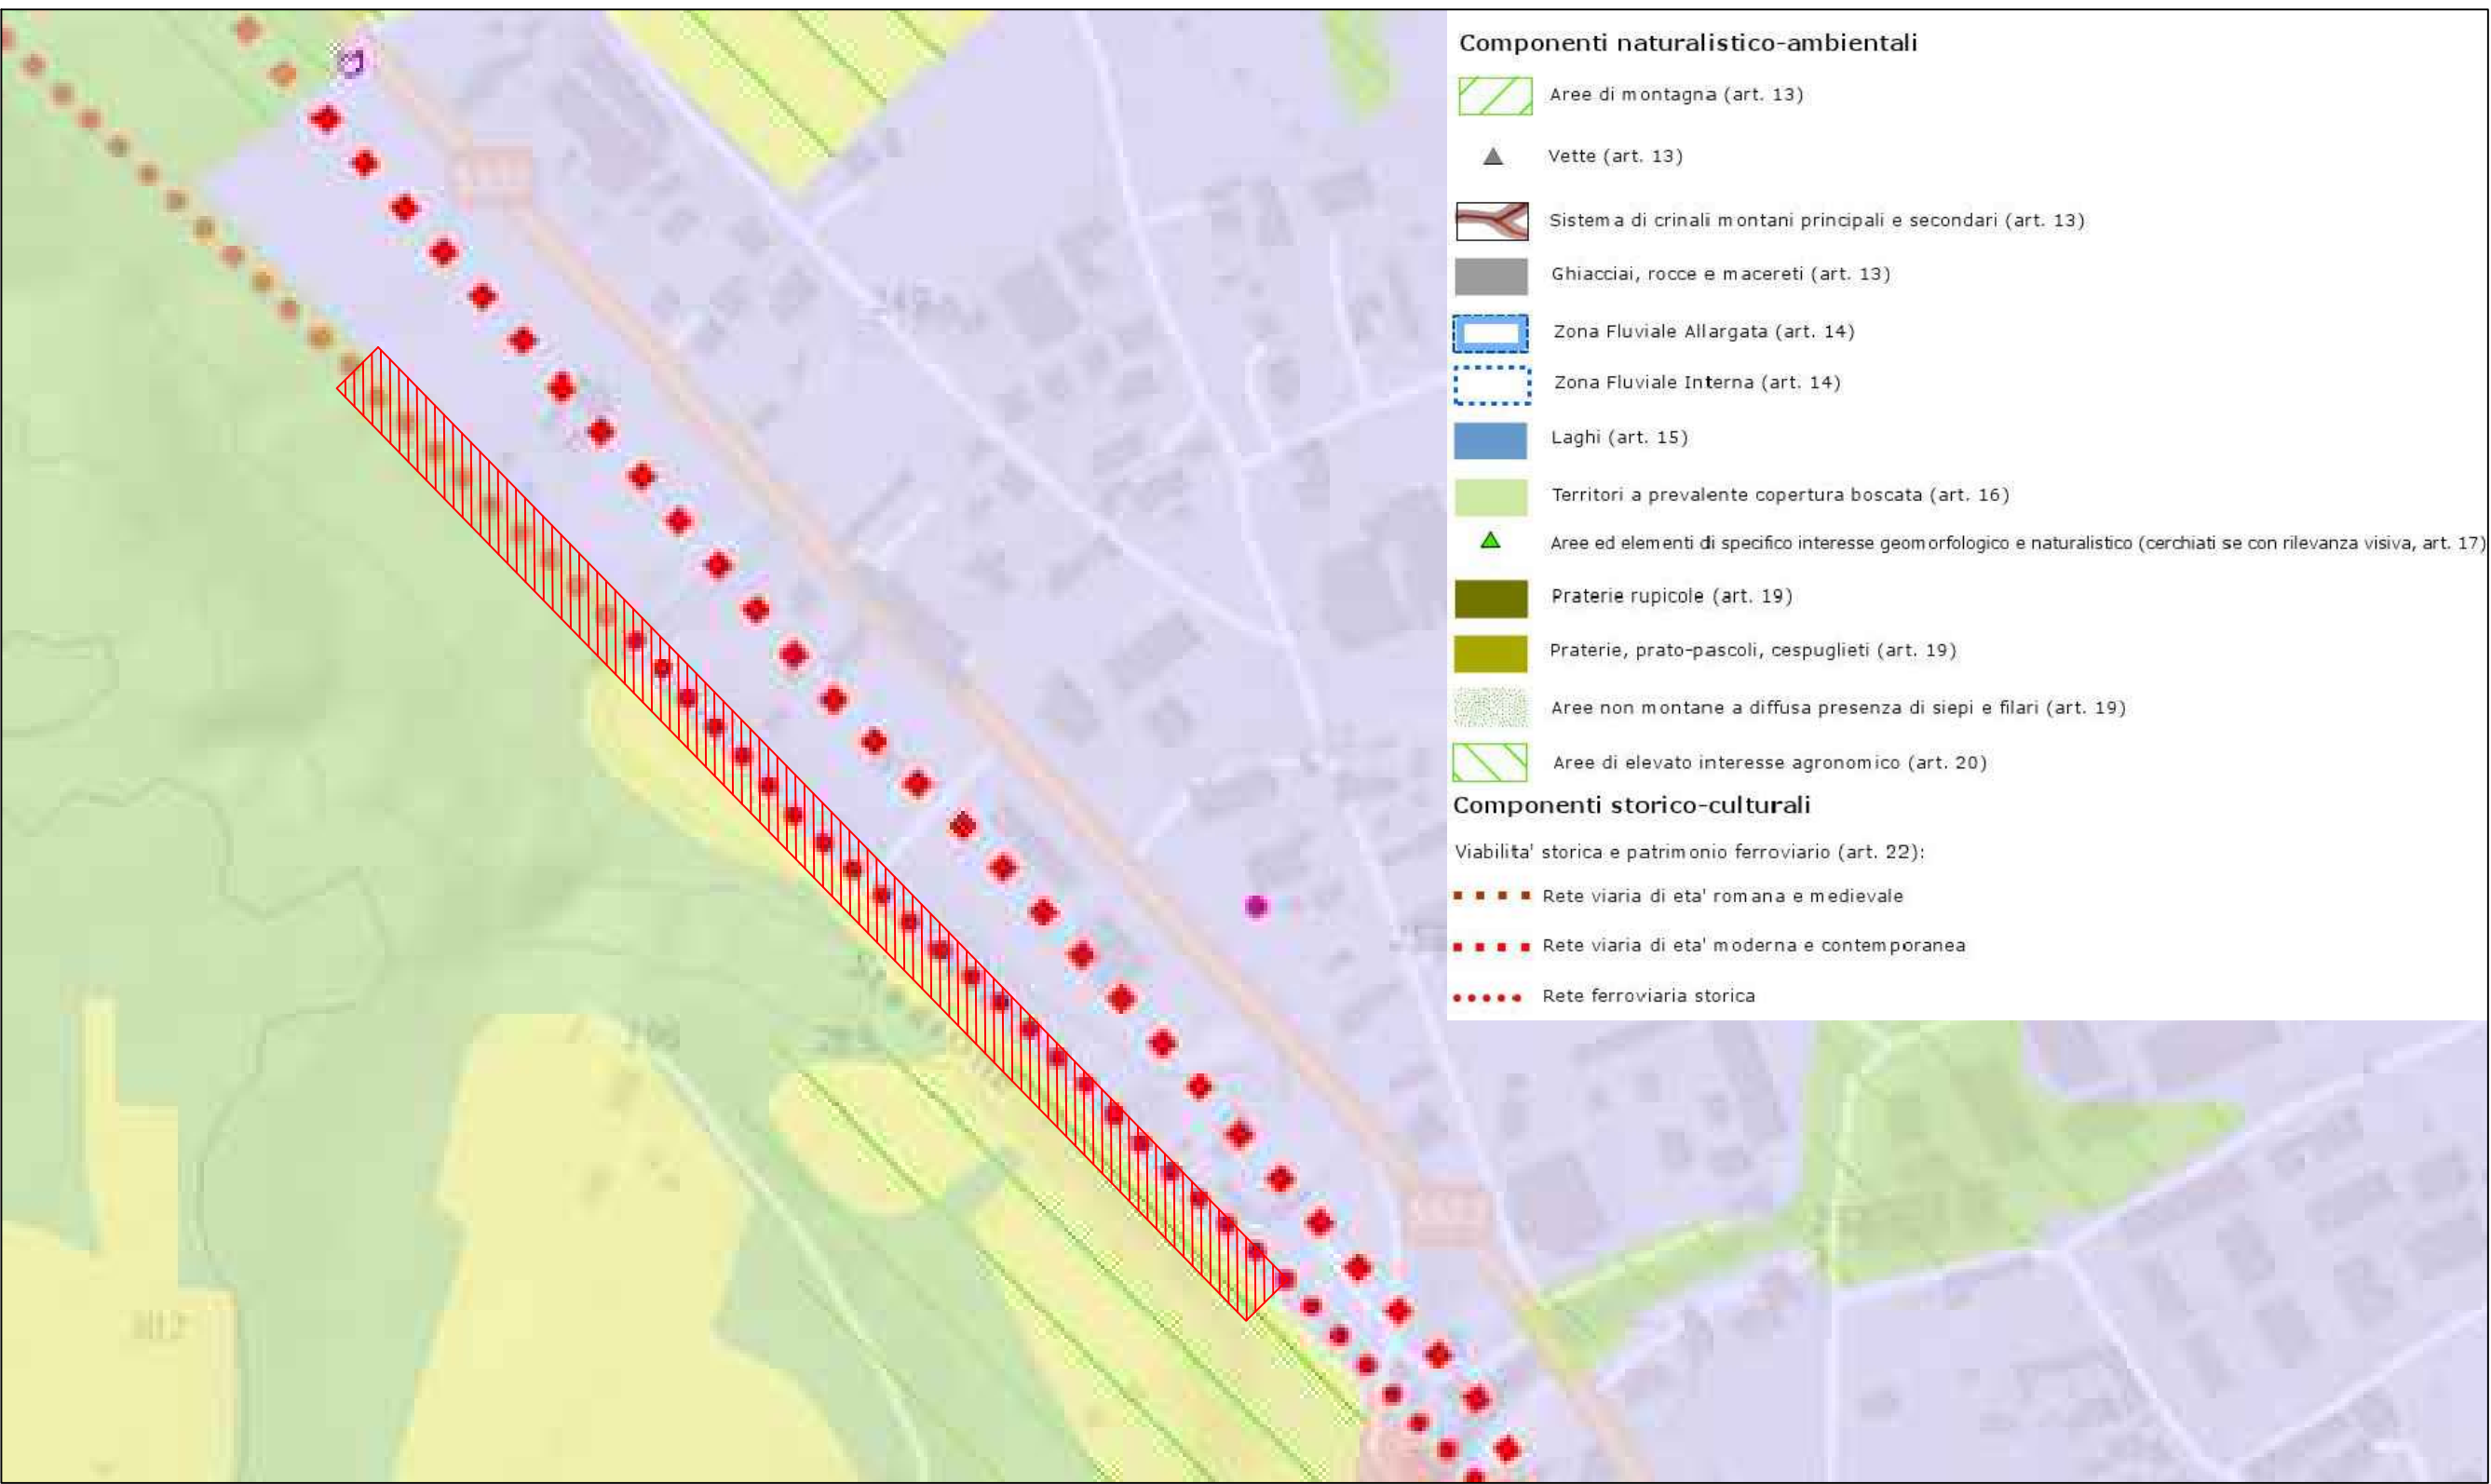 Componenti naturalistico-ambientali
Aree di montagna (art. 13)
Vette (art. 13)
Sistema di crinali montani principali e secondari (art. 13)
Ghiacciai, rocce e macereti (art. 13)
Zona Fluviale Allargata (art. 14)
Zona Fluviale Interna (art. 14)
Laghi (art. 15)
Territori a prevalente copertura boscata (art. 16)
Aree ed elementi di specifico interesse geomorfologico e naturalistico (cerchiati se con rilevanza visiva, art. 17)
Praterie rupicole (art. 19)
Praterie, prato-pascoli, cespuglieti (art. 19)
Aree non montane a diffusa presenza di siepi e filari (art. 19)
Aree di elevato interesse agronomico (art. 20)
Componenti storico-culturali
Viabilita' storica e patrimonio ferroviario (art. 22):
Rete viaria di eta' romana e medievale
Rete viaria di eta' moderna e contemporanea
Rete ferroviaria storica